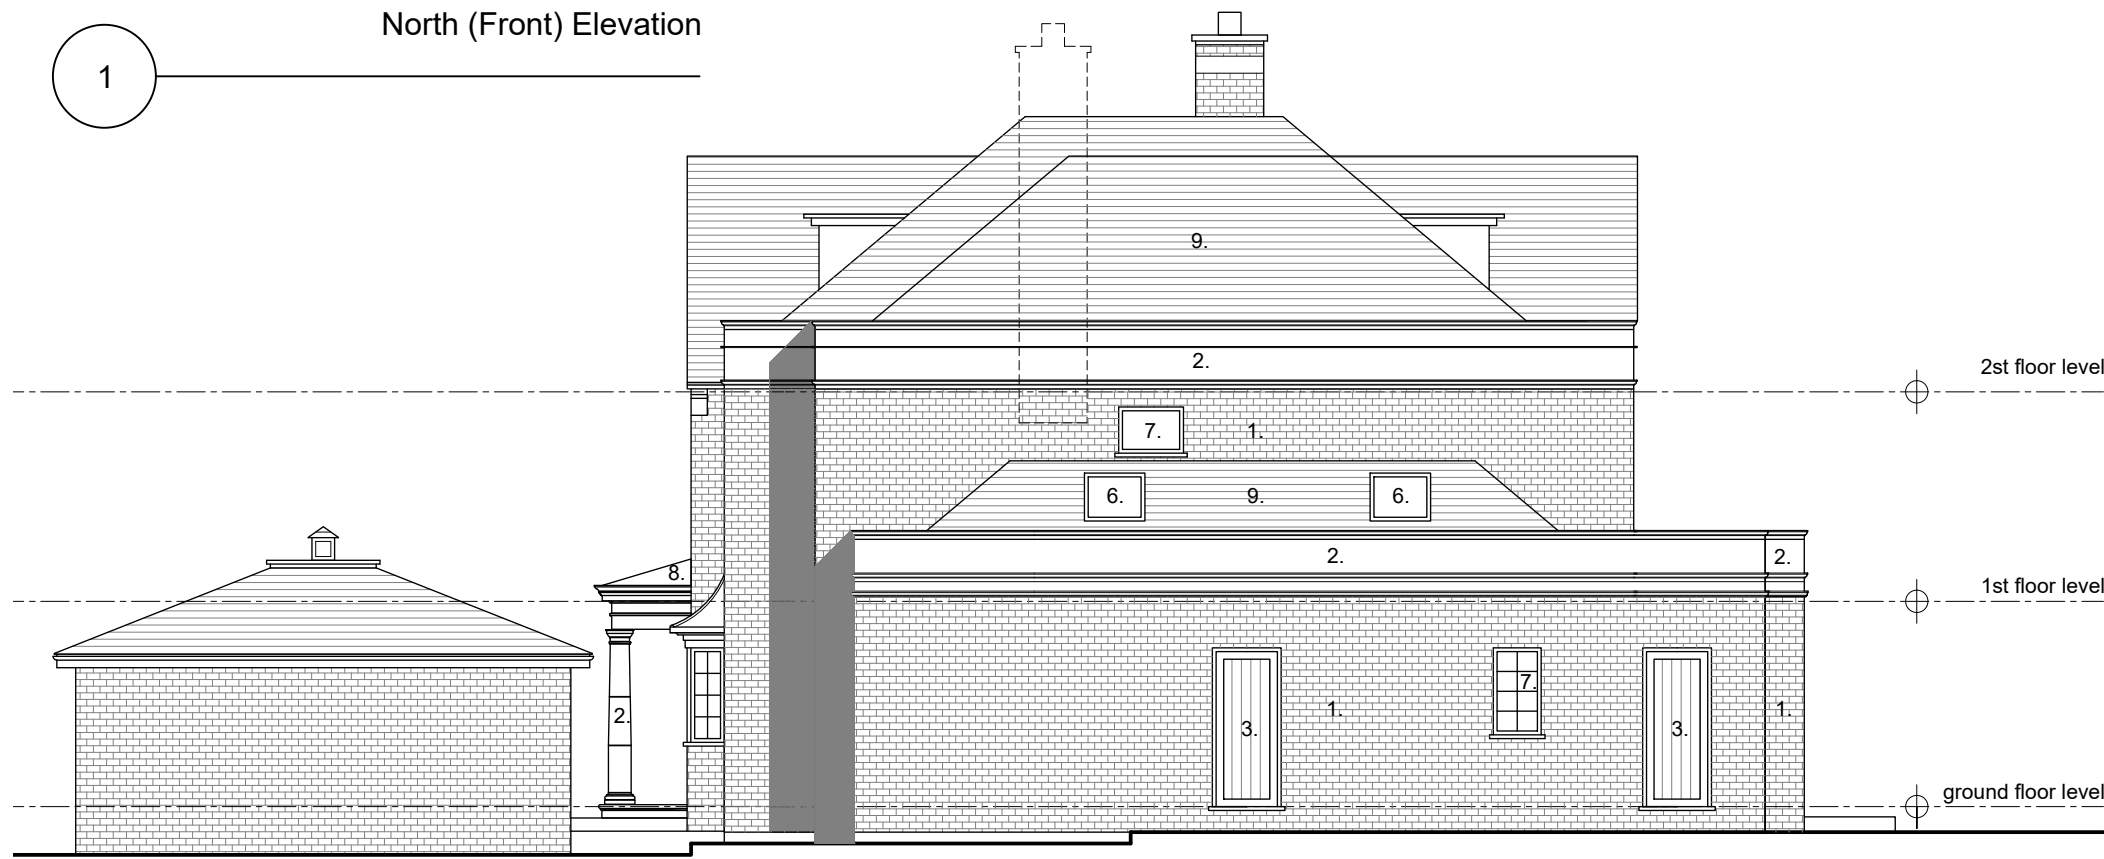 North (Front) Elevation
1
9.
2.
2st floor level
7. 1.
6. 9. 6.
2. 2.
8.
1st floor level
7.
2. 1. 1.
3. 3.
ground floor level